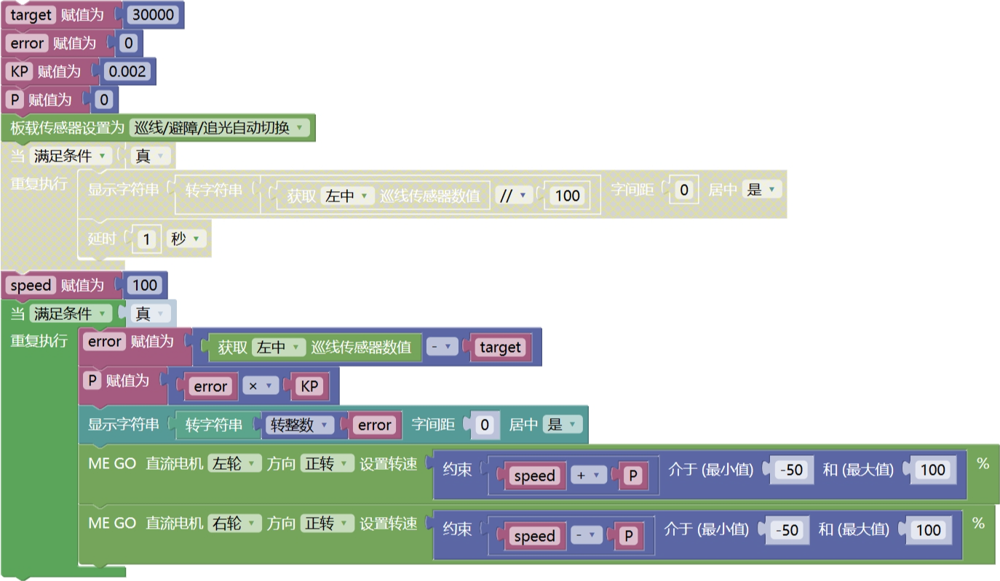 target 赋值为 30000
error 赋值为 0
KP 赋值为 0.002
P 赋值为 0
板载传感器设置为 巡线/避障/追光自动切换
当 满足条件 真
重复执行 显示字符串 转字符串 获取 左中 巡线传感器数值 // 100 字间距 0 居中 是
延时 1 秒
speed 赋值为 100
当 满足条件 真
重复执行 error 赋值为 获取 左中 巡线传感器数值 - target
P 赋值为 error × KP
显示字符串 转字符串 转整数 error 字间距 0 居中 是
ME GO 直流电机 左轮 方向 正转 设置转速 约束 speed + P 介于 (最小值) -50 和 (最大值) 100 %
ME GO 直流电机 右轮 方向 正转 设置转速 约束 speed - P 介于 (最小值) -50 和 (最大值) 100 %